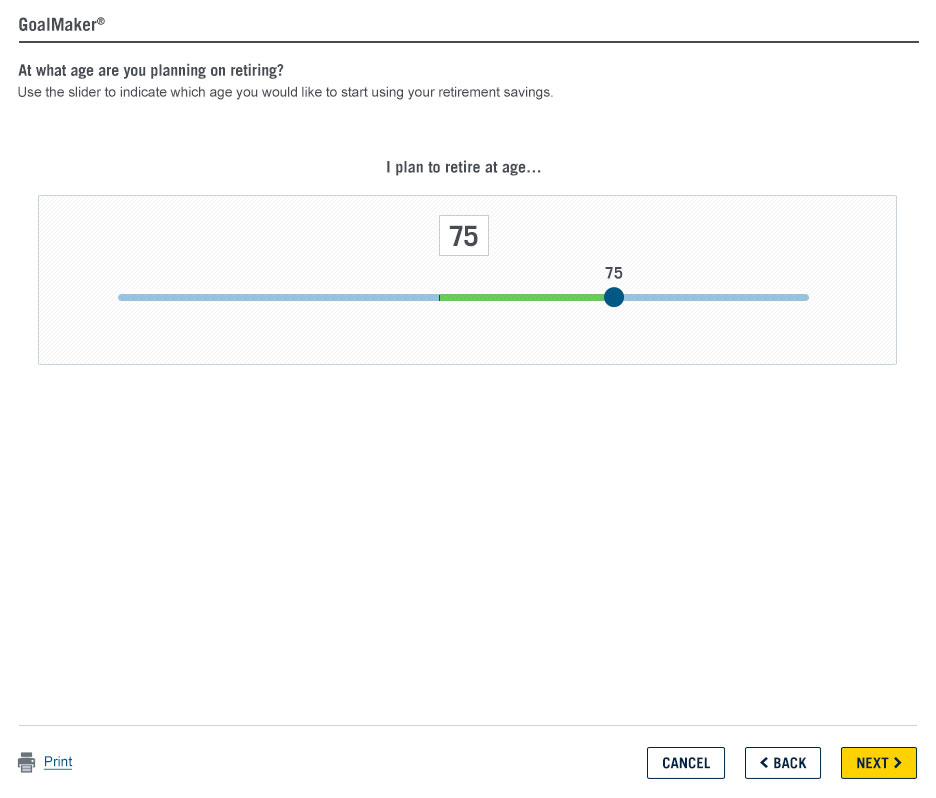 GoalMaker®
At what age are you planning on retiring?
Use the slider to indicate which age you would like to start using your retirement savings.
I plan to retire at age...
75
75
Print
CANCEL
BACK
NEXT